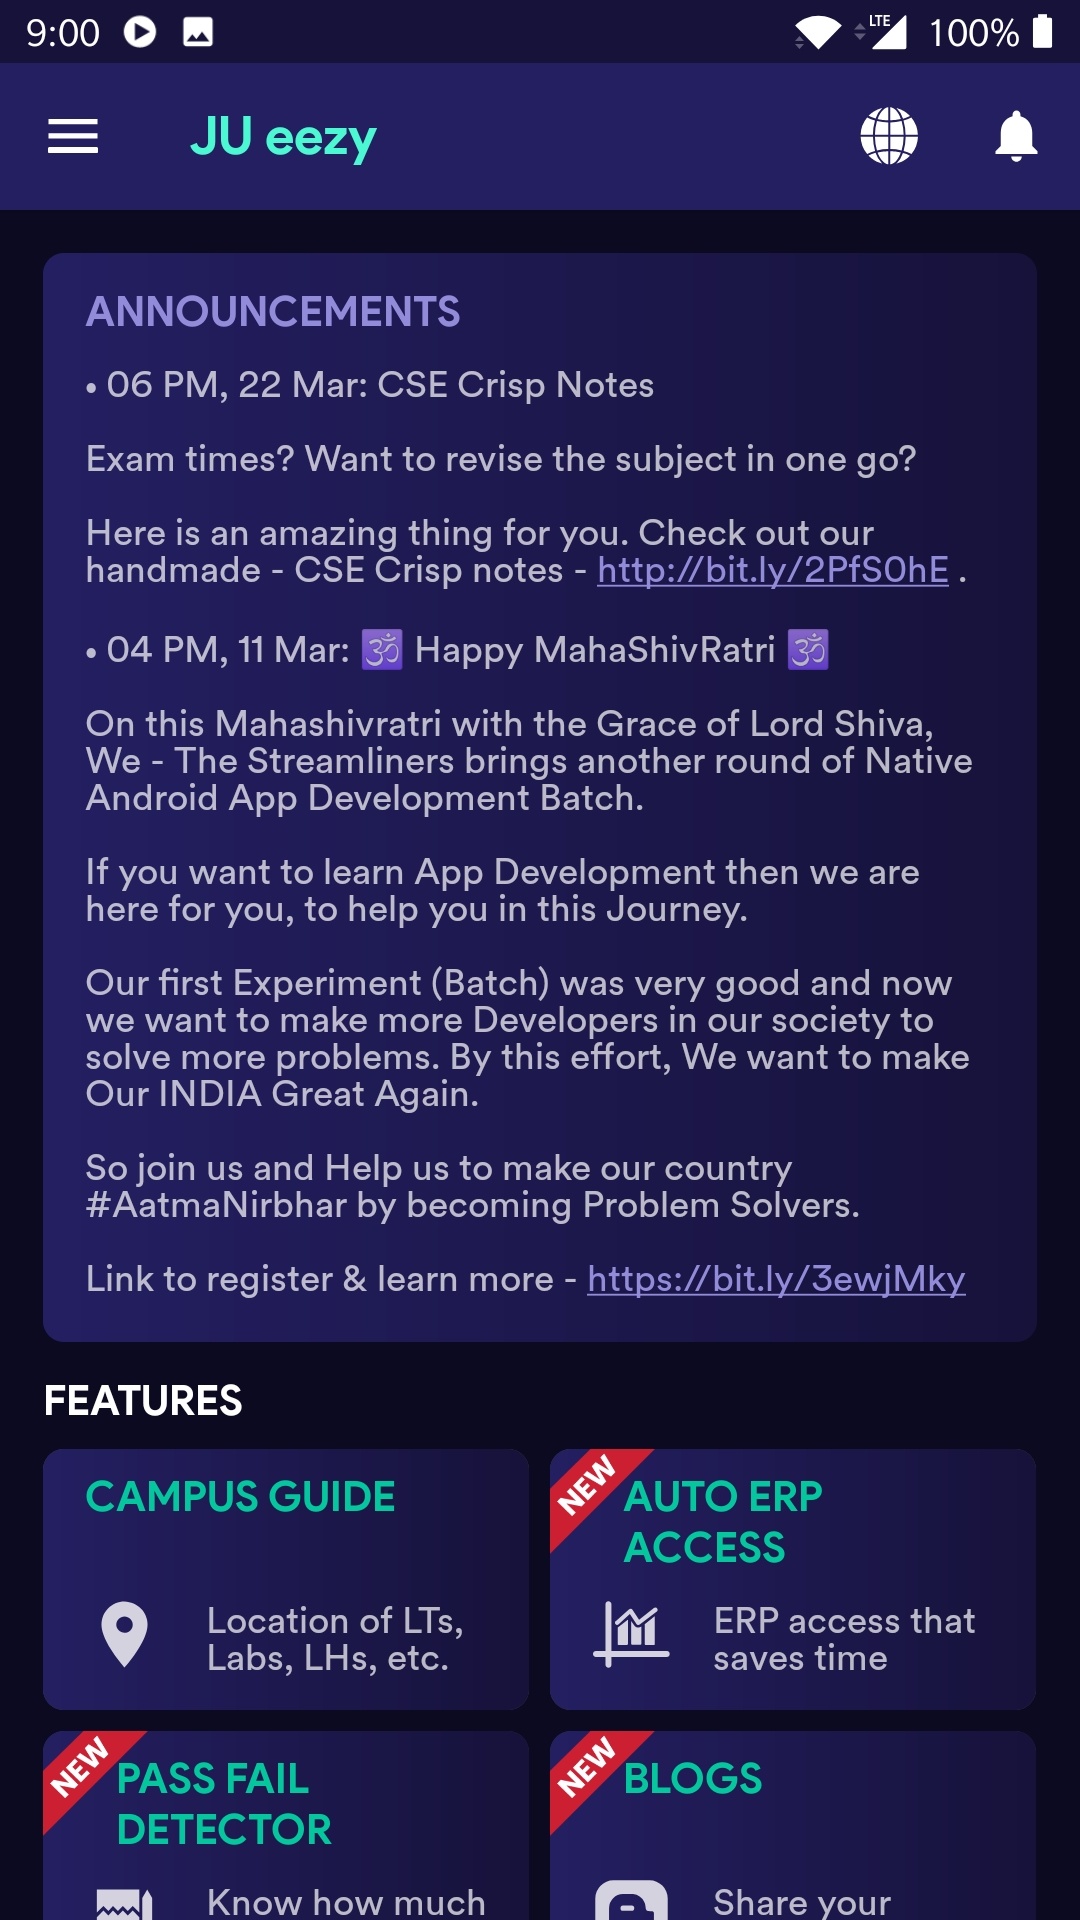 9:00
LTE
100%
JU eezy
ANNOUNCEMENTS
• 06 PM, 22 Mar: CSE Crisp Notes
Exam times? Want to revise the subject in one go?
Here is an amazing thing for you. Check out our
handmade - CSE Crisp notes - http://bit.ly/2PfS0hE .
• 04 PM, 11 Mar: 🕉 Happy MahaShivRatri 🕉
On this Mahashivratri with the Grace of Lord Shiva,
We - The Streamliners brings another round of Native
Android App Development Batch.
If you want to learn App Development then we are
here for you, to help you in this Journey.
Our first Experiment (Batch) was very good and now
we want to make more Developers in our society to
solve more problems. By this effort, We want to make
Our INDIA Great Again.
So join us and Help us to make our country
#AatmaNirbhar by becoming Problem Solvers.
Link to register & learn more - https://bit.ly/3ewjMky
FEATURES
CAMPUS GUIDE
Location of LTs,
Labs, LHs, etc.
NEW
AUTO ERP
ACCESS
ERP access that
saves time
NEW
PASS FAIL
DETECTOR
Know how much
NEW
BLOGS
Share your